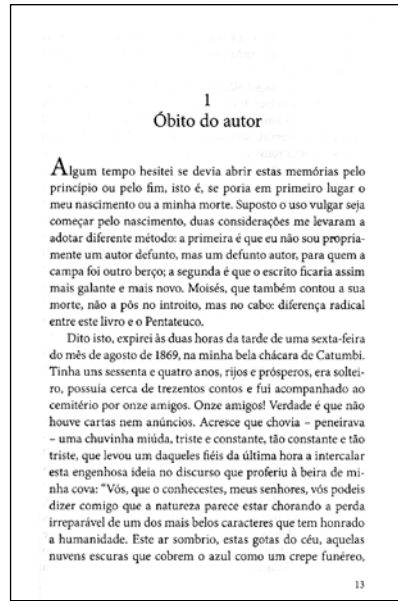 1
Óbito do autor
Algum tempo hesitei se devia abrir estas memórias pelo
princípio ou pelo fim, isto é, se poria em primeiro lugar o
meu nascimento ou a minha morte. Suposto o uso vulgar seja
começar pelo nascimento, duas considerações me levaram a
adotar diferente método: a primeira é que eu não sou propria-
mente um autor defunto, mas um defunto autor, para quem a
campa foi outro berço; a segunda é que o escrito ficaria assim
mais galante e mais novo. Moisés, que também contou a sua
morte, não a pôs no introito, mas no cabo: diferença radical
entre este livro e o Pentateuco.
Dito isto, expirei às duas horas da tarde de uma sexta-feira
do mês de agosto de 1869, na minha bela chácara de Catumbi.
Tinha uns sessenta e quatro anos, rijos e prósperos, era soltei-
ro, possuía cerca de trezentos contos e fui acompanhado ao
cemitério por onze amigos. Onze amigos! Verdade é que não
houve cartas nem anúncios. Acresce que chovia – peneirava
– uma chuvinha miúda, triste e constante, tão constante e tão
triste, que levou um daqueles fiéis da última hora a intercalar
esta engenhosa ideia no discurso que proferiu à beira de mi-
nha cova: “Vós, que o conhecestes, meus senhores, vós podeis
dizer comigo que a natureza parece estar chorando a perda
irreparável de um dos mais belos caracteres que tem honrado
a humanidade. Este ar sombrio, estas gotas do céu, aquelas
nuvens escuras que cobrem o azul como um crepe funéreo,
13